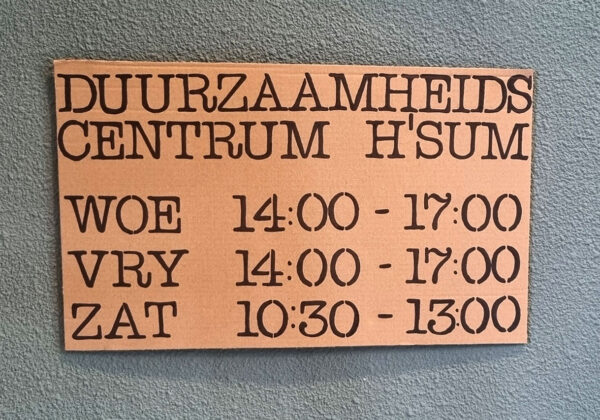 DUURZAAMHEIDS
CENTRUM H'SUM
WOE 14:00 - 17:00
VRY 14:00 - 17:00
ZAT 10:30 - 13:00